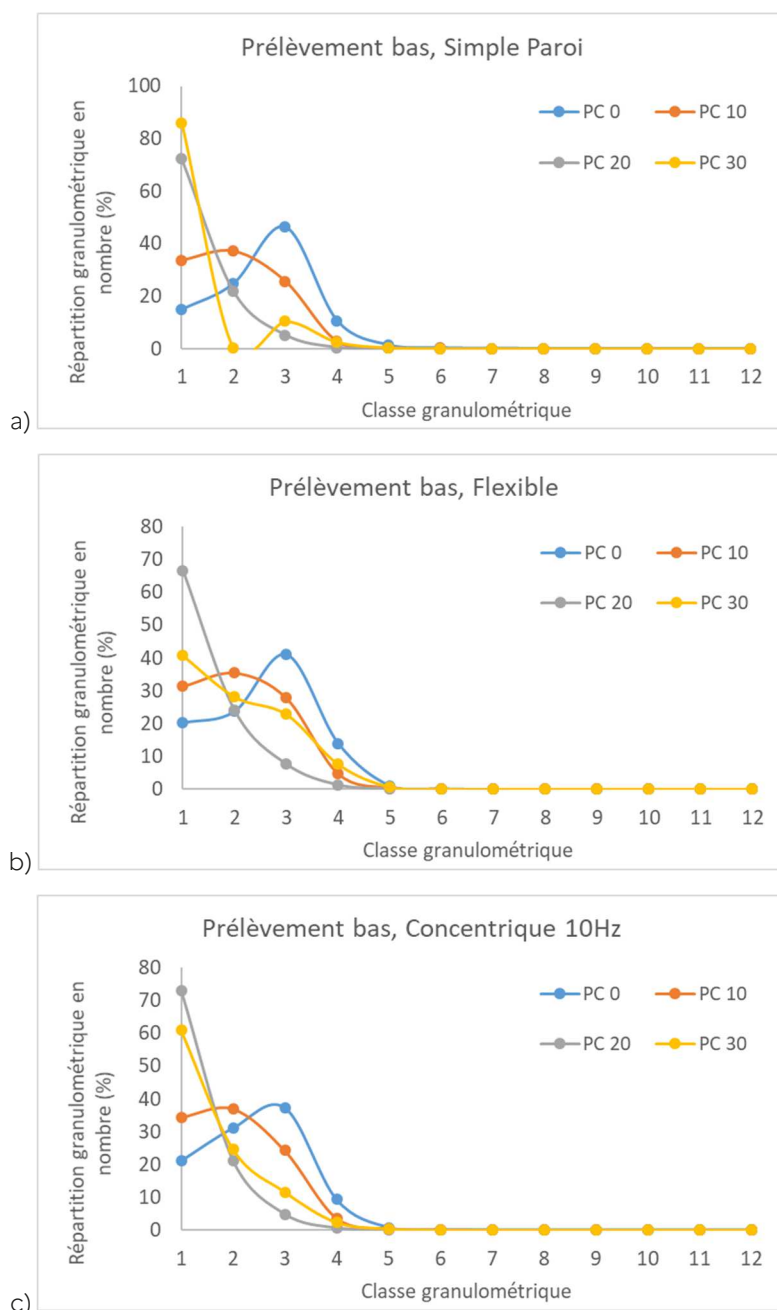 Prélèvement bas, Simple Paroi
Répartition granulométrique en
nombre (%)
100
80
60
40
20
0
PC 0
PC 10
PC 20
PC 30
1 2 3 4 5 6 7 8 9 10 11 12
Classe granulométrique
a)
Prélèvement bas, Flexible
Répartition granulométrique en
nombre (%)
80
70
60
50
40
30
20
10
0
PC 0
PC 10
PC 20
PC 30
1 2 3 4 5 6 7 8 9 10 11 12
Classe granulométrique
b)
Prélèvement bas, Concentrique 10Hz
Répartition granulométrique en
nombre (%)
80
70
60
50
40
30
20
10
0
PC 0
PC 10
PC 20
PC 30
1 2 3 4 5 6 7 8 9 10 11 12
Classe granulométrique
c)